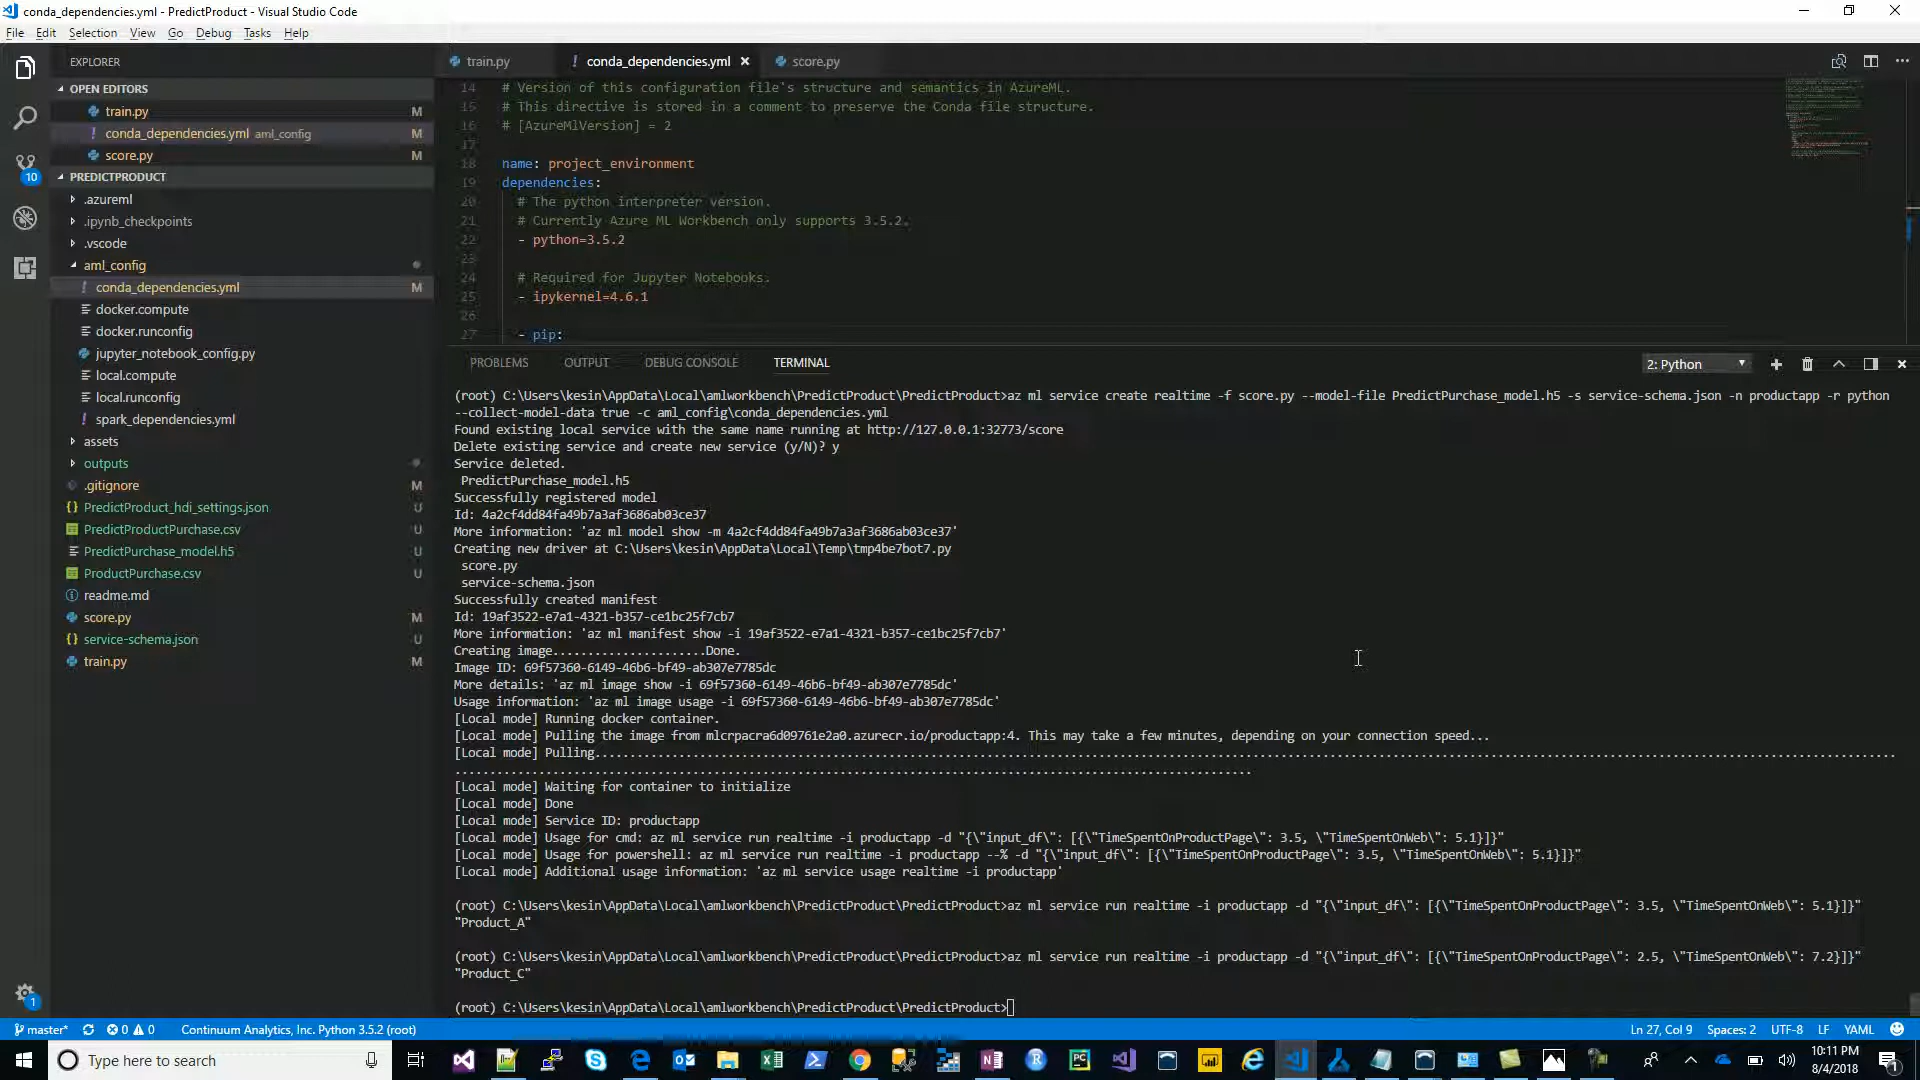 conda_dependencies.yml - PredictProduct - Visual Studio Code
File Edit Selection View Go Debug Tasks Help
EXPLORER
OPEN EDITORS
train.py M
! conda_dependencies.yml aml_config M
score.py M
10
PREDICTPRODUCT
.azureml
.ipynb_checkpoints
.vscode
aml_config
! conda_dependencies.yml M
docker.compute
docker.runconfig
jupyter_notebook_config.py
local.compute
local.runconfig
! spark_dependencies.yml
assets
outputs
.gitignore M
{} PredictProduct_hdi_settings.json U
PredictProductPurchase.csv U
PredictPurchase_model.h5 U
ProductPurchase.csv U
readme.md
score.py M
{} service-schema.json U
train.py M
1
train.py ! conda_dependencies.yml × score.py
14 # Version of this configuration file's structure and semantics in AzureML.
15 # This directive is stored in a comment to preserve the Conda file structure.
16 # [AzureMlVersion] = 2
17
18 name: project_environment
19 dependencies:
20 # The python interpreter version.
21 # Currently Azure ML Workbench only supports 3.5.2.
22 - python=3.5.2
23
24 # Required for Jupyter Notebooks.
25 - ipykernel=4.6.1
26
27 - pip:
PROBLEMS OUTPUT DEBUG CONSOLE TERMINAL 2: Python
(root) C:\Users\kesin\AppData\Local\amlworkbench\PredictProduct\PredictProduct>az ml service create realtime -f score.py --model-file PredictPurchase_model.h5 -s service-schema.json -n productapp -r python
--collect-model-data true -c aml_config\conda_dependencies.yml
Found existing local service with the same name running at http://127.0.0.1:32773/score
Delete existing service and create new service (y/N)? y
Service deleted.
PredictPurchase_model.h5
Successfully registered model
Id: 4a2cf4dd84fa49b7a3af3686ab03ce37
More information: 'az ml model show -m 4a2cf4dd84fa49b7a3af3686ab03ce37'
Creating new driver at C:\Users\kesin\AppData\Local\Temp\tmp4be7bot7.py
score.py
service-schema.json
Successfully created manifest
Id: 19af3522-e7a1-4321-b357-ce1bc25f7cb7
More information: 'az ml manifest show -i 19af3522-e7a1-4321-b357-ce1bc25f7cb7'
Creating image......................Done.
Image ID: 69f57360-6149-46b6-bf49-ab307e7785dc
More details: 'az ml image show -i 69f57360-6149-46b6-bf49-ab307e7785dc'
Usage information: 'az ml image usage -i 69f57360-6149-46b6-bf49-ab307e7785dc'
[Local mode] Running docker container.
[Local mode] Pulling the image from mlcrpacra6d09761e2a0.azurecr.io/productapp:4. This may take a few minutes, depending on your connection speed...
[Local mode] Pulling..........................................................................................................................................................................................
..................................................................................................................
[Local mode] Waiting for container to initialize
[Local mode] Done
[Local mode] Service ID: productapp
[Local mode] Usage for cmd: az ml service run realtime -i productapp -d "{\"input_df\": [{\"TimeSpentOnProductPage\": 3.5, \"TimeSpentOnWeb\": 5.1}]}"
[Local mode] Usage for powershell: az ml service run realtime -i productapp --% -d "{\"input_df\": [{\"TimeSpentOnProductPage\": 3.5, \"TimeSpentOnWeb\": 5.1}]}"
[Local mode] Additional usage information: 'az ml service usage realtime -i productapp'
(root) C:\Users\kesin\AppData\Local\amlworkbench\PredictProduct\PredictProduct>az ml service run realtime -i productapp -d "{\"input_df\": [{\"TimeSpentOnProductPage\": 3.5, \"TimeSpentOnWeb\": 5.1}]}"
"Product_A"
(root) C:\Users\kesin\AppData\Local\amlworkbench\PredictProduct\PredictProduct>az ml service run realtime -i productapp -d "{\"input_df\": [{\"TimeSpentOnProductPage\": 2.5, \"TimeSpentOnWeb\": 7.2}]}"
"Product_C"
(root) C:\Users\kesin\AppData\Local\amlworkbench\PredictProduct\PredictProduct>
master* 0 0 Continuum Analytics, Inc. Python 3.5.2 (root) Ln 27, Col 9 Spaces: 2 UTF-8 LF YAML
Type here to search
10:11 PM
8/4/2018
1